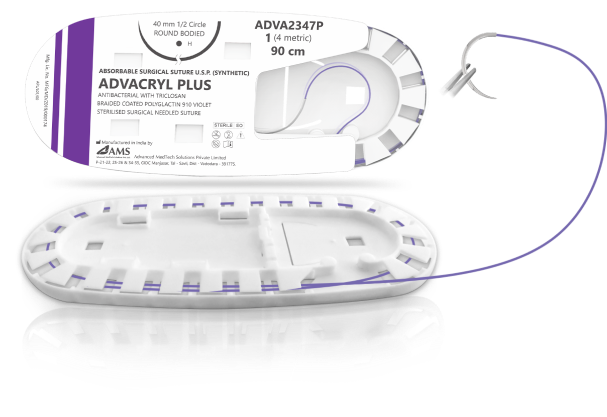 40 mm 1/2 Circle
ROUND BODIED
H
ADVA2347P
1 (4 metric)
90 cm
ABSORBABLE SURGICAL SUTURE U.S.P. (SYNTHETIC)
ADVACRYL PLUS
ANTIBACTERIAL WITH TRICLOSAN
BRAIDED COATED POLYGLACTIN 910 VIOLET
STERILISED SURGICAL NEEDLED SUTURE
STERILE EO
Manufactured in India by
AMS
Advanced MedTech Solutions Private Limited